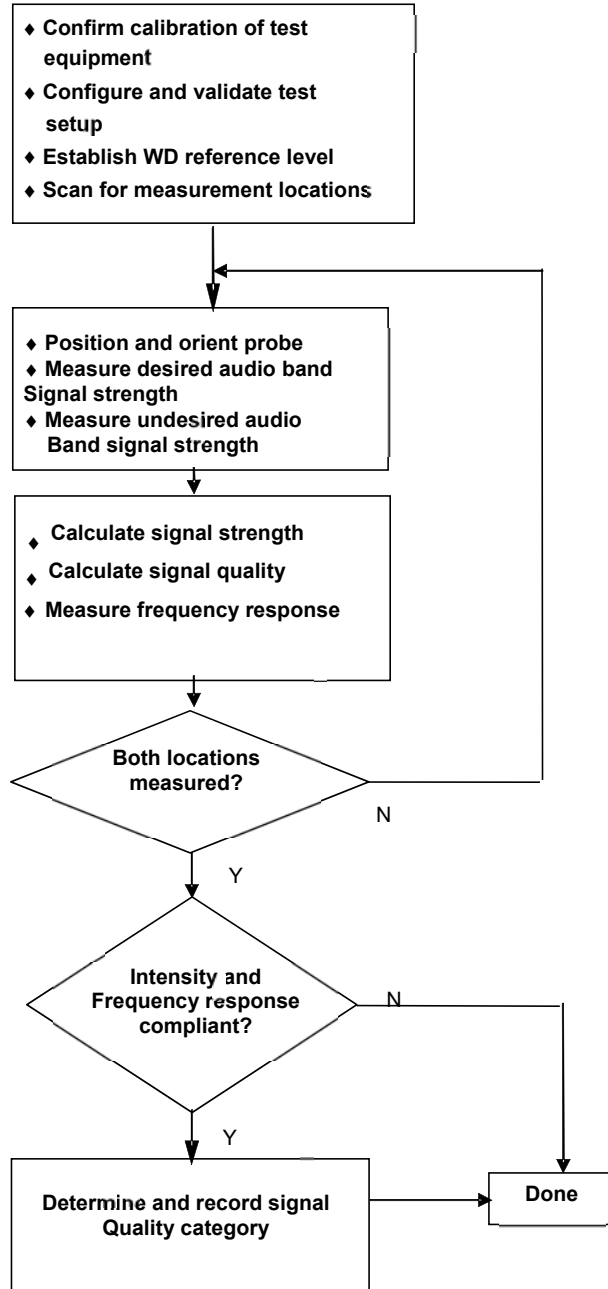 ♦ Confirm calibration of test
equipment
♦ Configure and validate test
setup
♦ Establish WD reference level
♦ Scan for measurement locations
♦ Position and orient probe
♦ Measure desired audio band
Signal strength
♦ Measure undesired audio
Band signal strength
♦ Calculate signal strength
♦ Calculate signal quality
♦ Measure frequency response
Both locations
measured?
N
Y
Intensity and
Frequency response
compliant?
N
Y
Determine and record signal
Quality category
Done